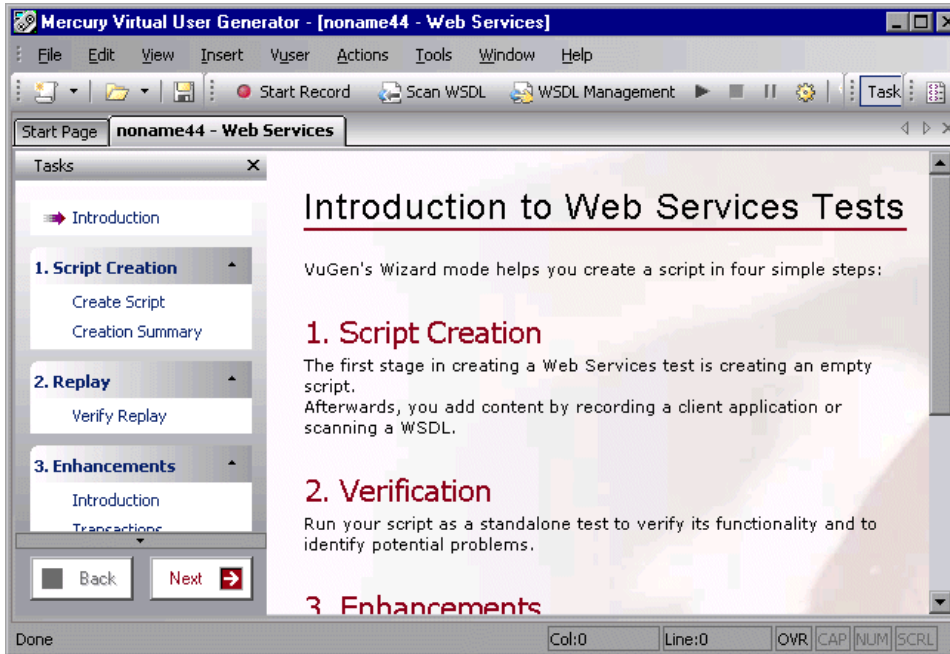 Mercury Virtual User Generator - [noname44 - Web Services]
File Edit View Insert Vuser Actions Tools Window Help
Start Record Scan WSDL WSDL Management Task
Start Page noname44 - Web Services
Tasks
Introduction
1. Script Creation
Create Script
Creation Summary
2. Replay
Verify Replay
3. Enhancements
Introduction
Transactions
Back Next
Introduction to Web Services Tests
VuGen's Wizard mode helps you create a script in four simple steps:
1. Script Creation
The first stage in creating a Web Services test is creating an empty
script.
Afterwards, you add content by recording a client application or
scanning a WSDL.
2. Verification
Run your script as a standalone test to verify its functionality and to
identify potential problems.
3. Enhancements
Done Col:0 Line:0 OVR CAP NUM SCRL